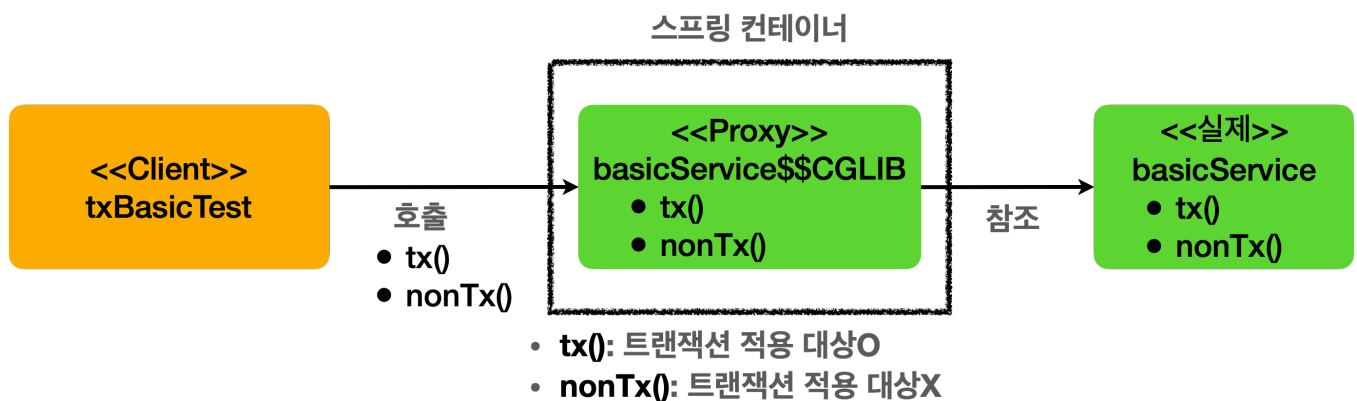 스프링 컨테이너
<<Client>>
txBasicTest
호출
• tx()
• nonTx()
<<Proxy>>
basicService$$CGLIB
• tx()
• nonTx()
참조
<<실제>>
basicService
• tx()
• nonTx()
• tx(): 트랜잭션 적용 대상O
• nonTx(): 트랜잭션 적용 대상X